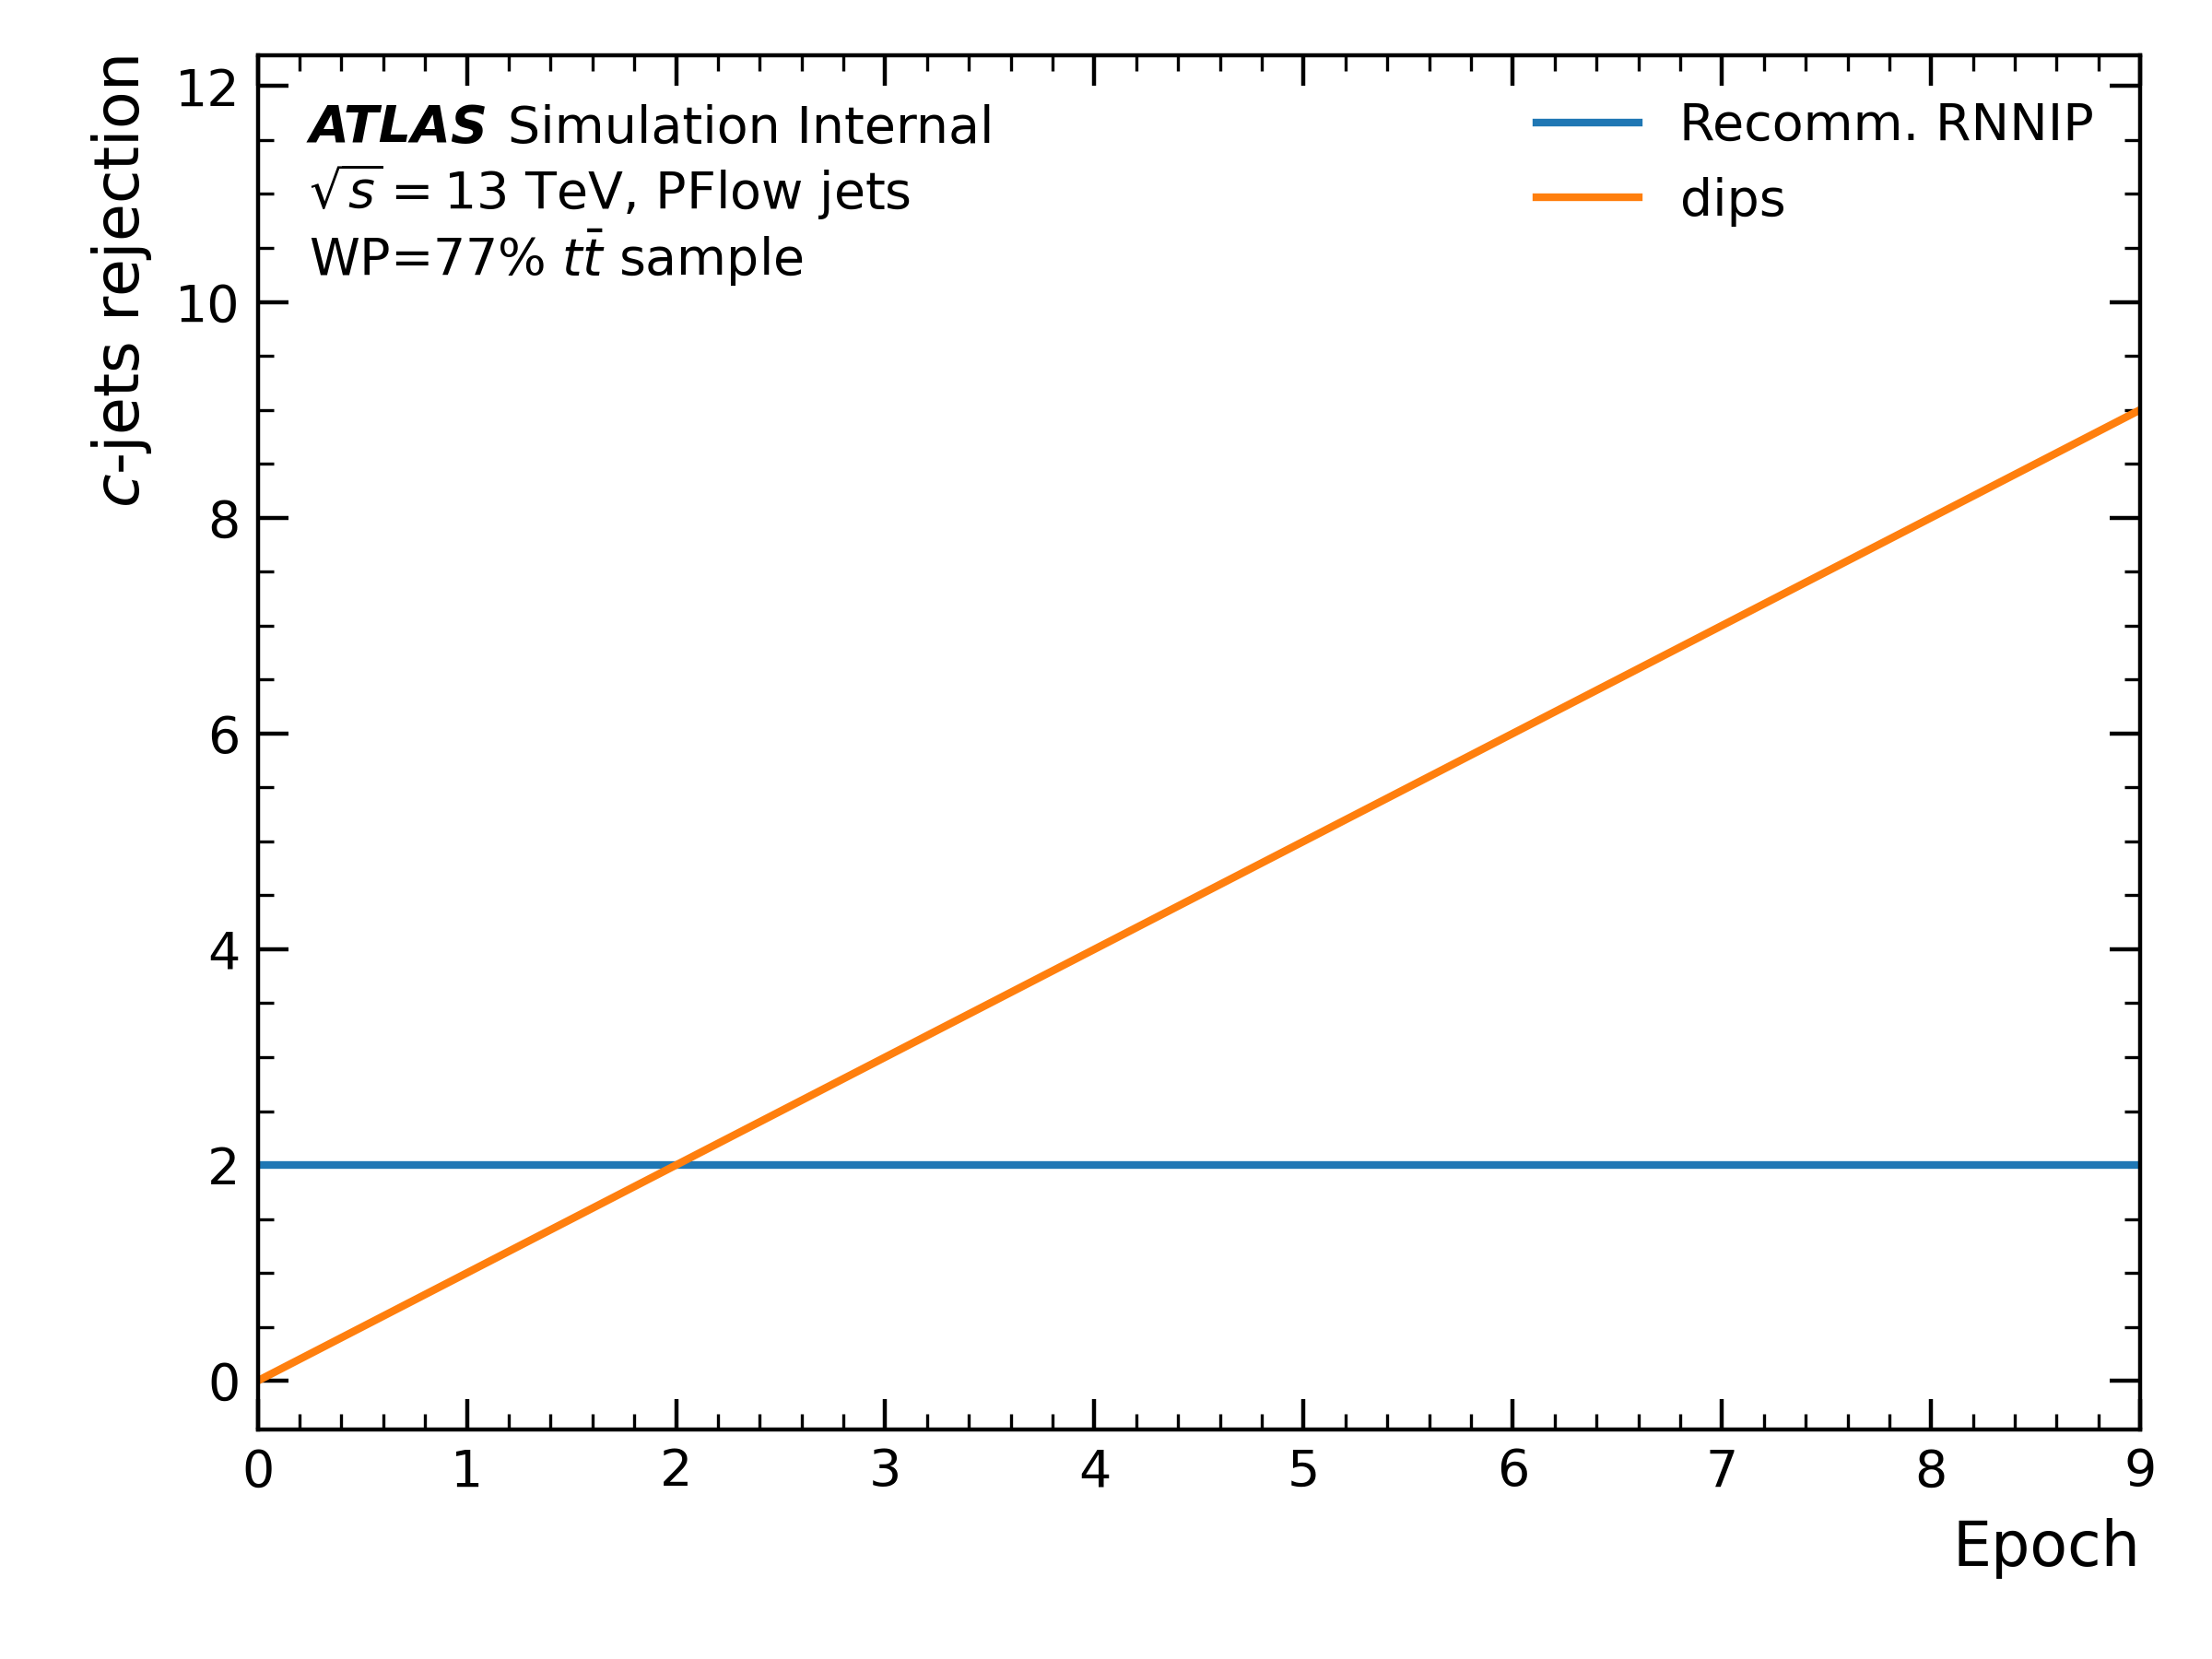 c-jets rejection
12
10
8
6
4
2
0
ATLAS Simulation Internal
√s = 13 TeV, PFlow jets
WP=77% tt̄ sample
Recomm. RNNIP
dips
0 1 2 3 4 5 6 7 8 9
Epoch